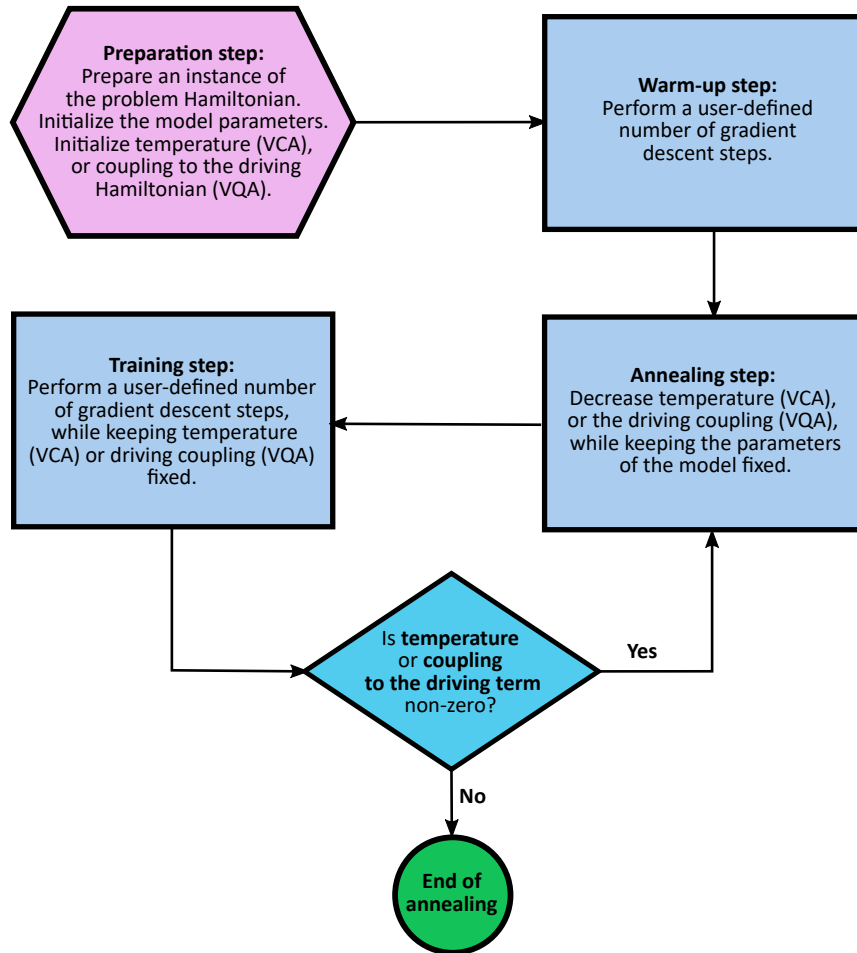 Preparation step:
Prepare an instance of
the problem Hamiltonian.
Initialize the model parameters.
Initialize temperature (VCA),
or coupling to the driving
Hamiltonian (VQA).
Warm-up step:
Perform a user-defined
number of gradient
descent steps.
Annealing step:
Decrease temperature (VCA),
or the driving coupling (VQA),
while keeping the parameters
of the model fixed.
Training step:
Perform a user-defined number
of gradient descent steps,
while keeping temperature
(VCA) or driving coupling (VQA)
fixed.
Is temperature
or coupling
to the driving term
non-zero?
Yes
No
End of
annealing